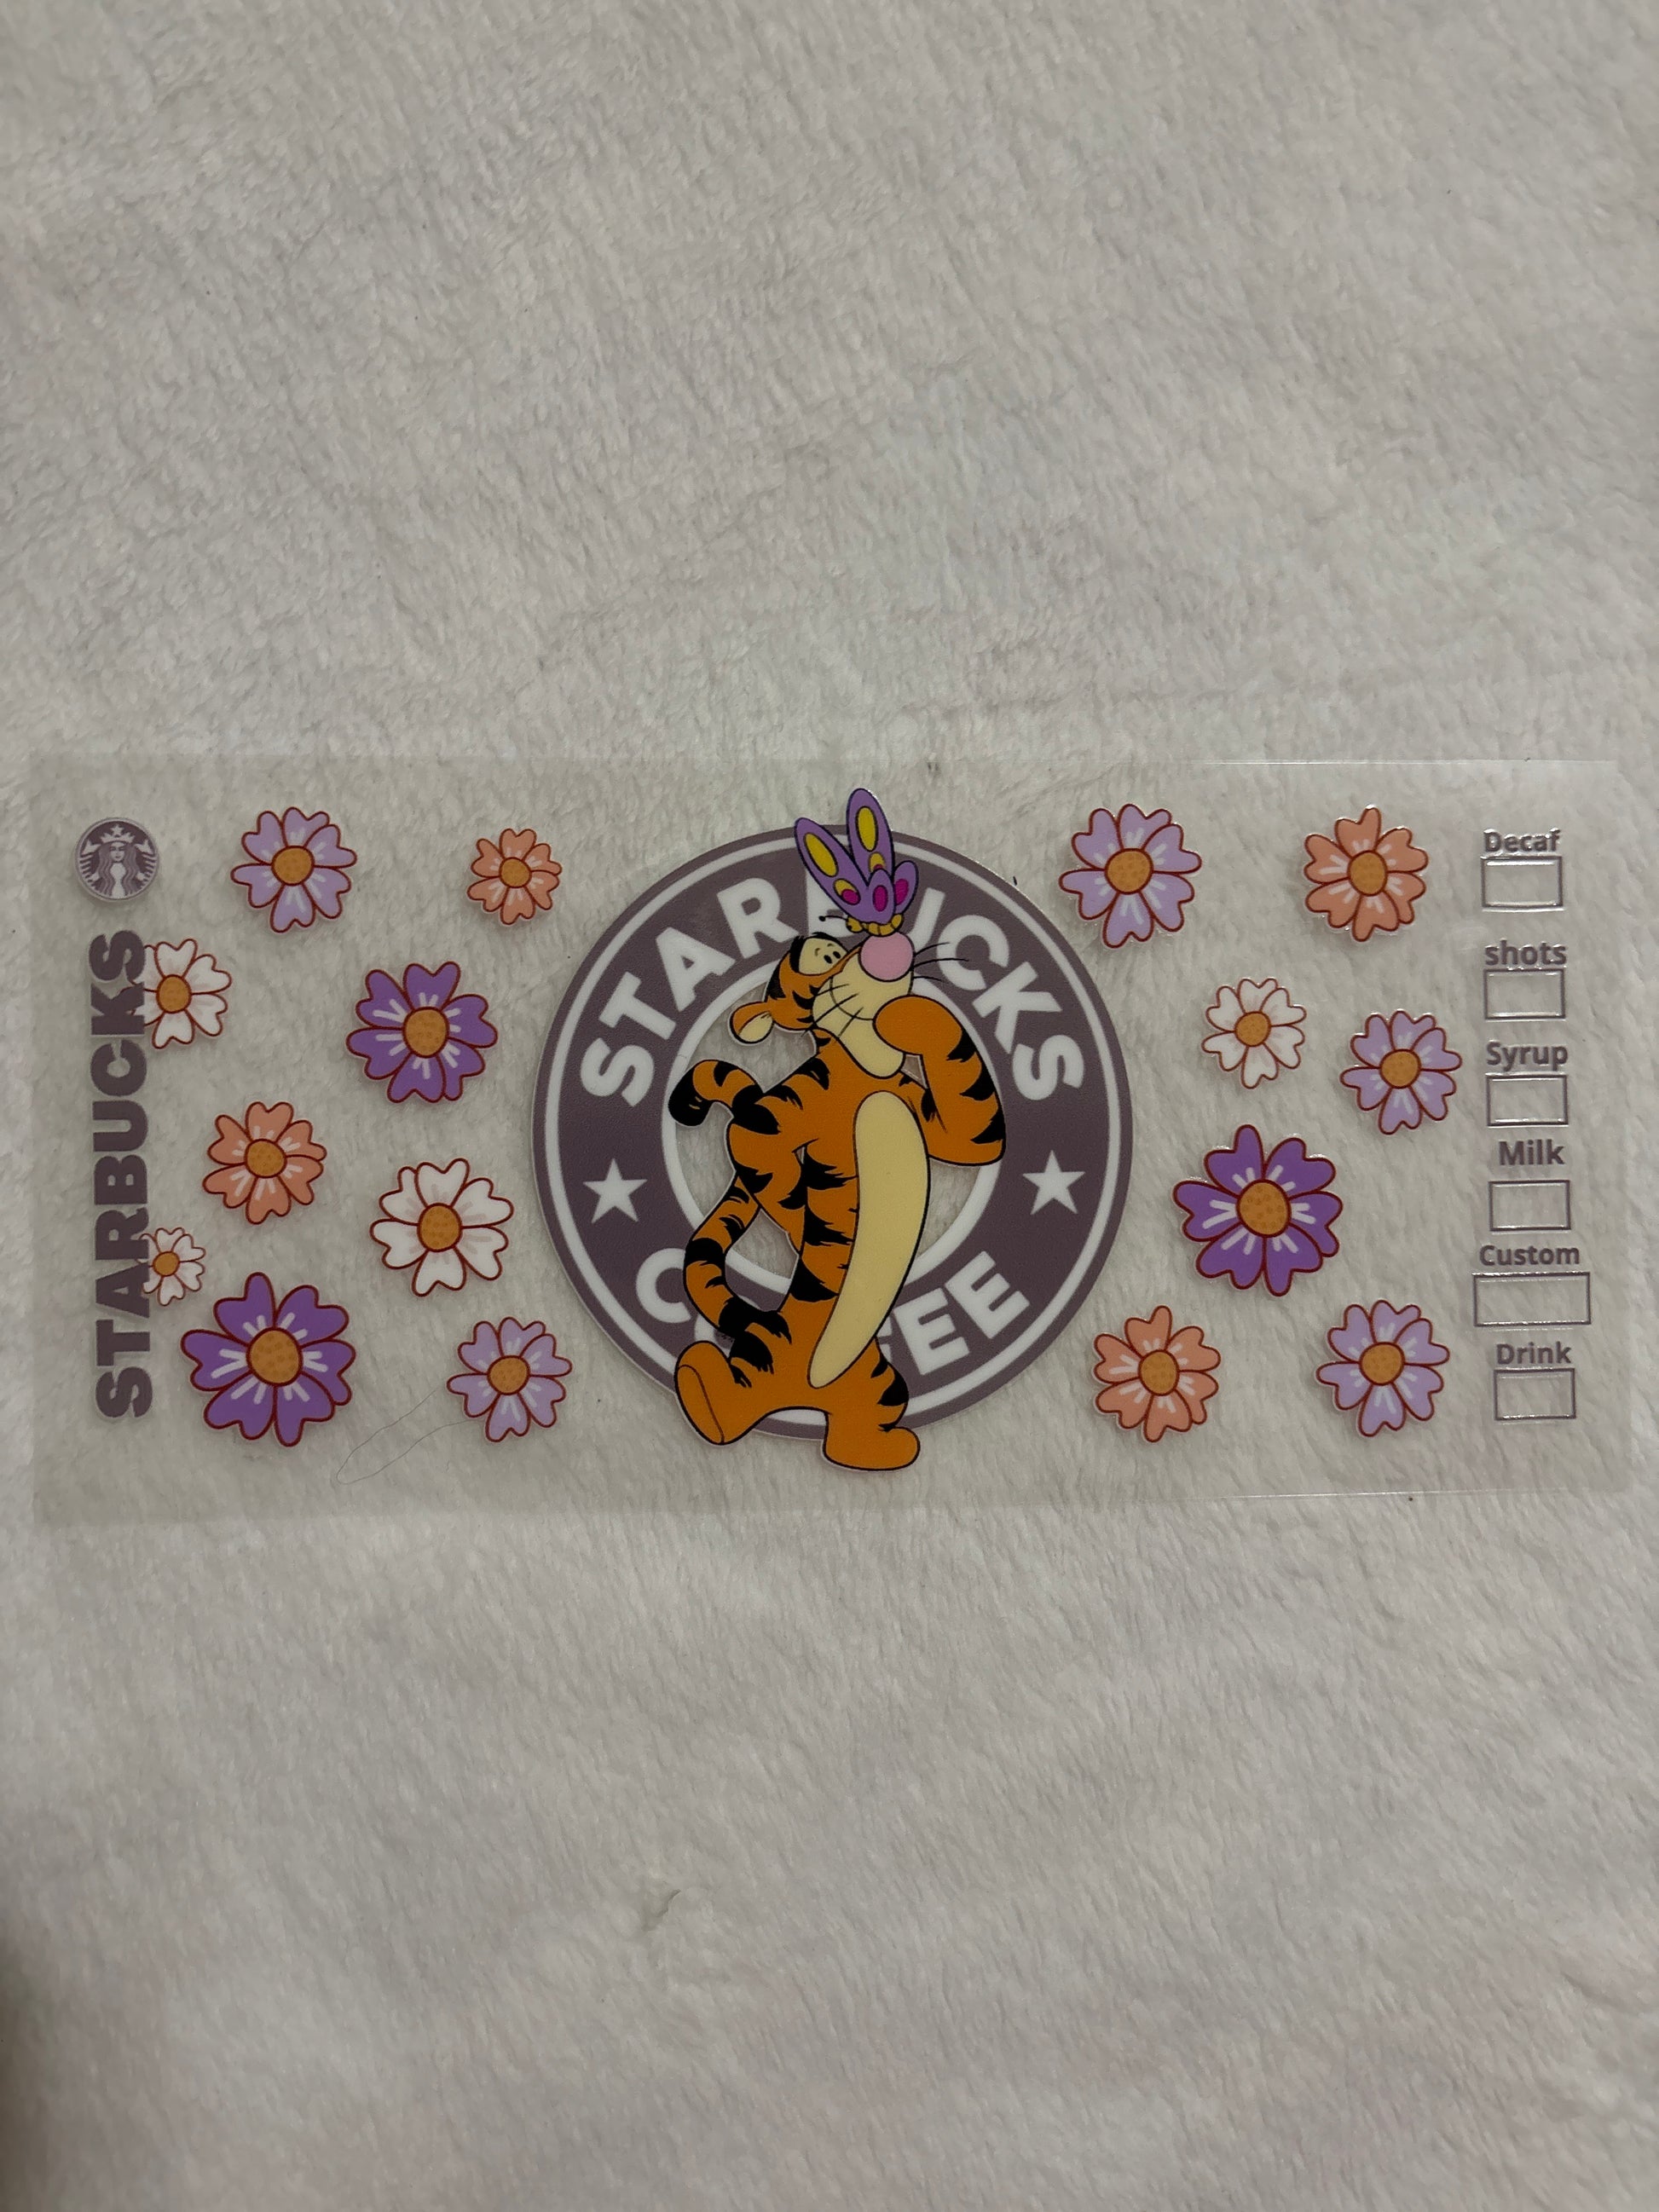 STARBUCKS
STARBUCKS
COFFEE
Decaf
shots
Syrup
Milk
Custom
Drink